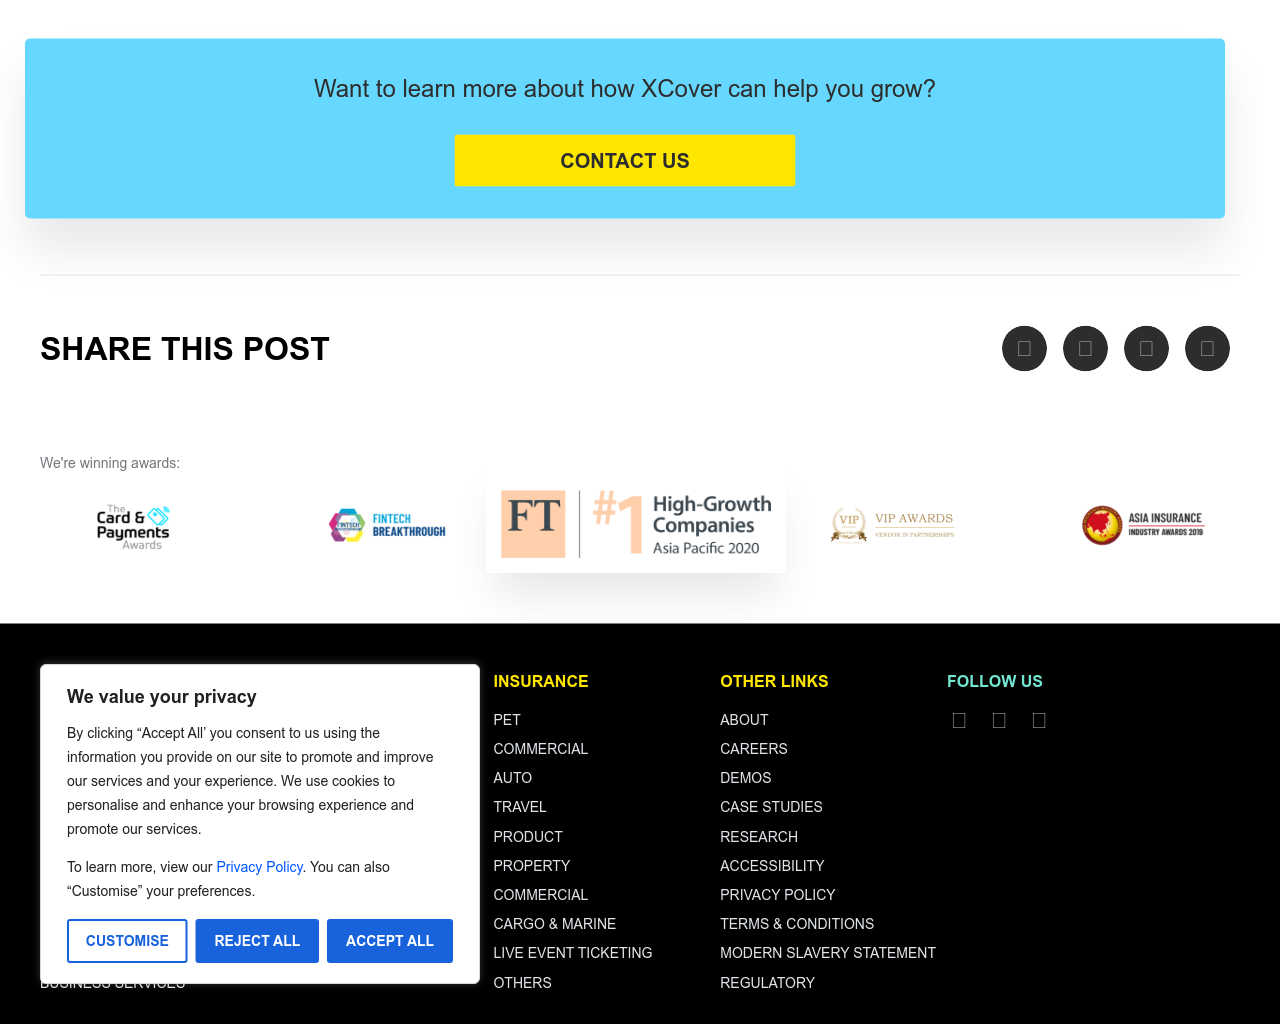 Want to learn more about how XCover can help you grow?
CONTACT US
SHARE THIS POST
We're winning awards:
The
Card &
Payments
Awards
FINTECH BREAKTHROUGH
FINTECH
BREAKTHROUGH
FT
#1
High-Growth
Companies
Asia Pacific 2020
VIP
VIP AWARDS
VENDOR IN PARTNERSHIPS
ASIA INSURANCE
INDUSTRY AWARDS 2019
We value your privacy
By clicking “Accept All’ you consent to us using the
information you provide on our site to promote and improve
our services and your experience. We use cookies to
personalise and enhance your browsing experience and
promote our services.
To learn more, view our Privacy Policy. You can also
“Customise” your preferences.
CUSTOMISE
REJECT ALL
ACCEPT ALL
BUSINESS SERVICES
INSURANCE
PET
COMMERCIAL
AUTO
TRAVEL
PRODUCT
PROPERTY
COMMERCIAL
CARGO & MARINE
LIVE EVENT TICKETING
OTHERS
OTHER LINKS
ABOUT
CAREERS
DEMOS
CASE STUDIES
RESEARCH
ACCESSIBILITY
PRIVACY POLICY
TERMS & CONDITIONS
MODERN SLAVERY STATEMENT
REGULATORY
FOLLOW US